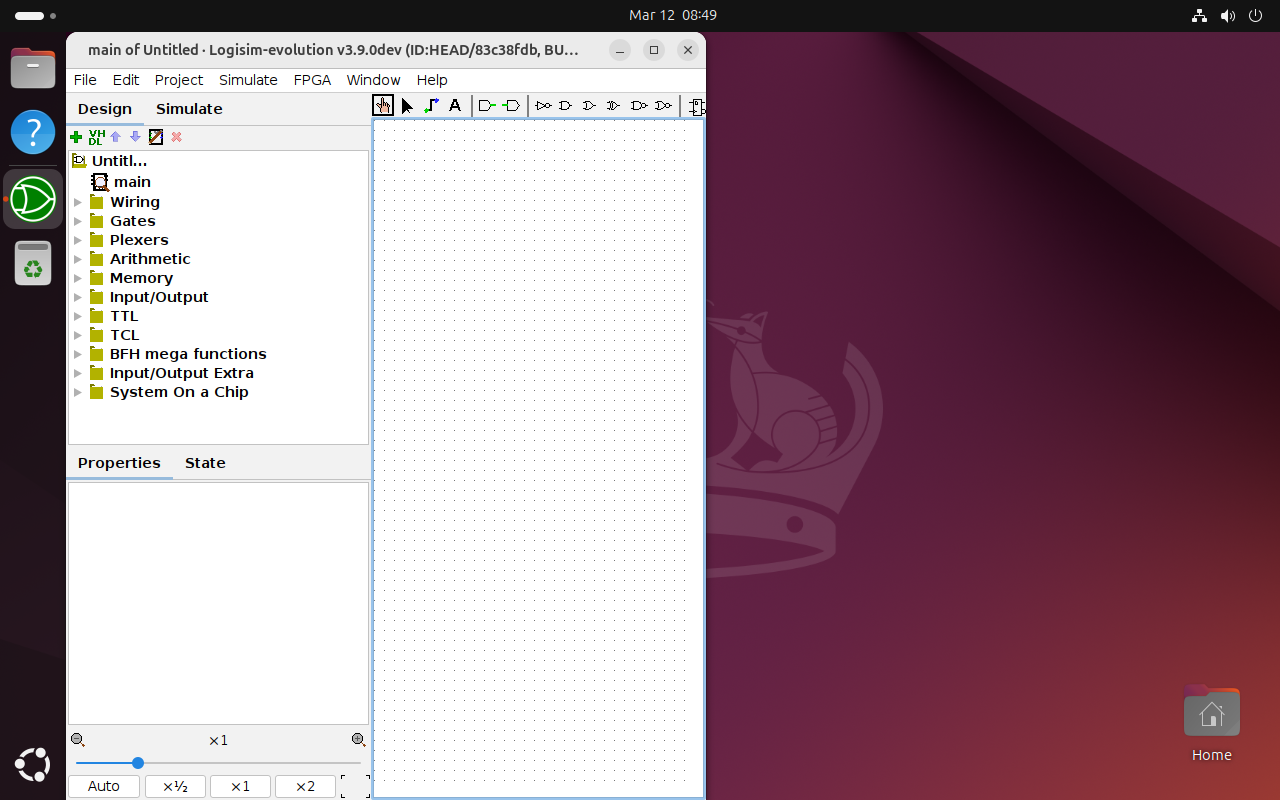 Mar 12 08:49
main of Untitled · Logisim-evolution v3.9.0dev (ID:HEAD/83c38fdb, BU...
File Edit Project Simulate FPGA Window Help
Design Simulate
A
VH
DL
Untitl...
main
Wiring
Gates
Plexers
Arithmetic
Memory
Input/Output
TTL
TCL
BFH mega functions
Input/Output Extra
System On a Chip
Properties State
×1
Auto ×½ ×1 ×2
Home